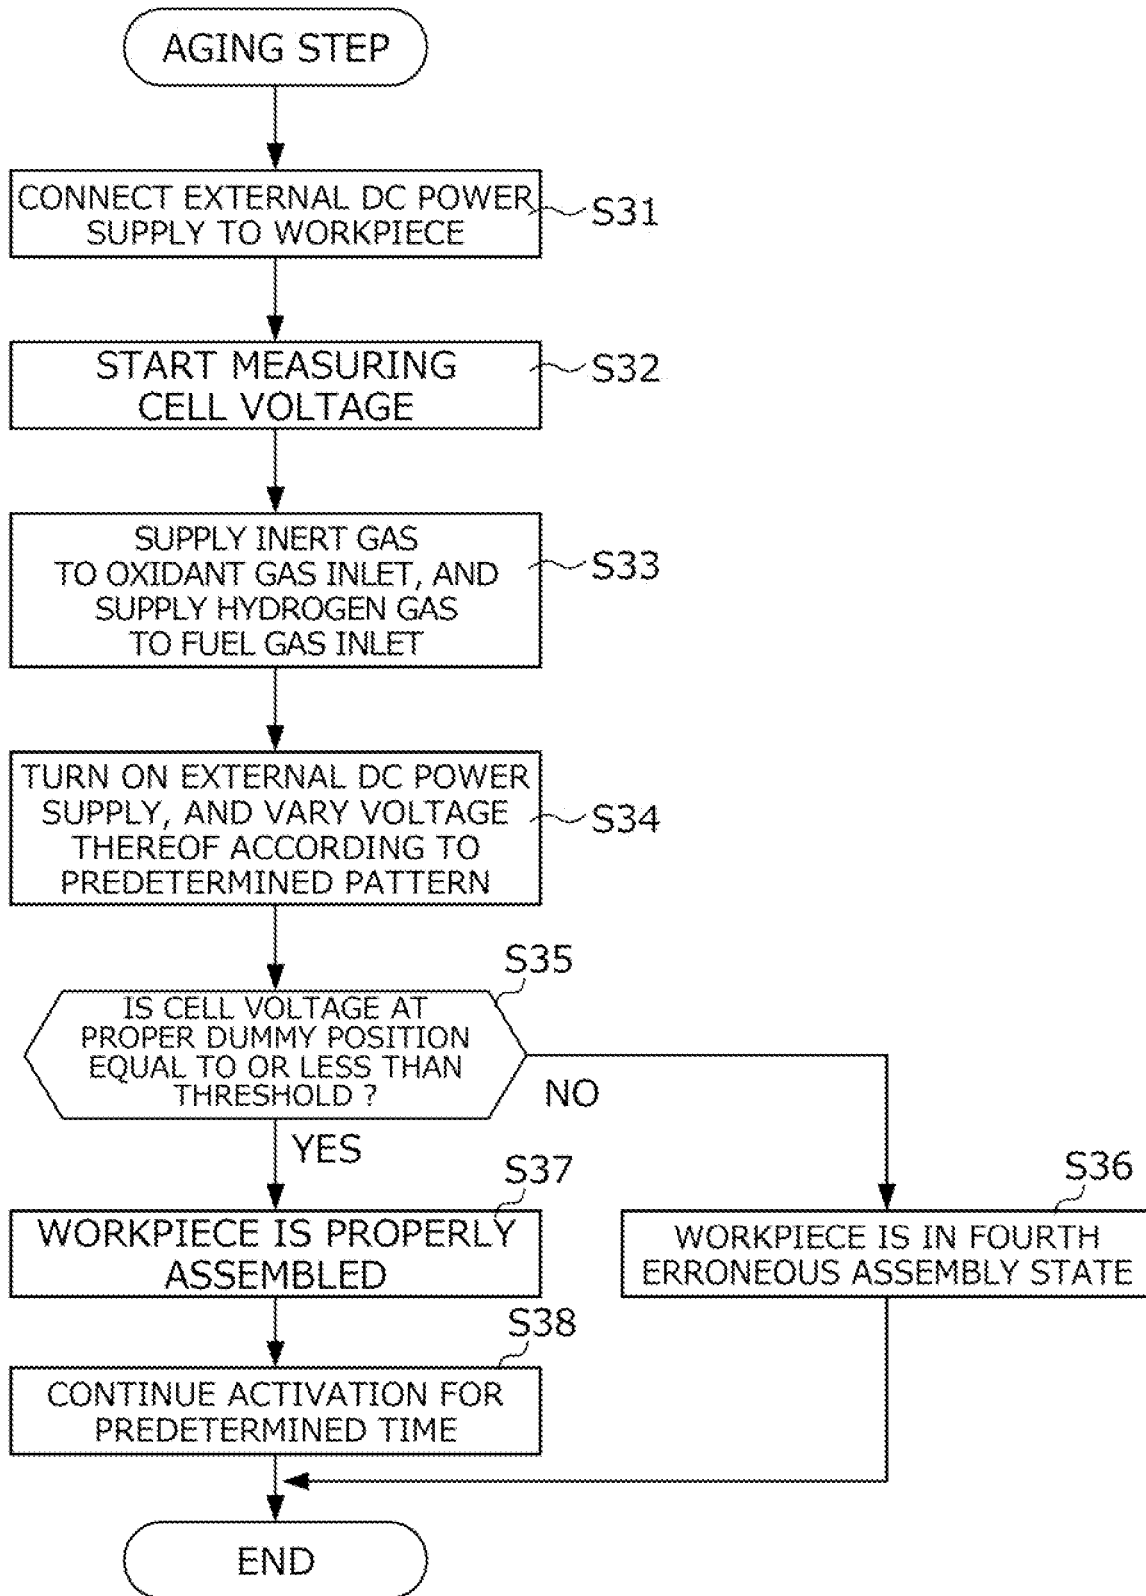 AGING STEP
CONNECT EXTERNAL DC POWER
SUPPLY TO WORKPIECE
S31
START MEASURING
CELL VOLTAGE
S32
SUPPLY INERT GAS
TO OXIDANT GAS INLET, AND
SUPPLY HYDROGEN GAS
TO FUEL GAS INLET
S33
TURN ON EXTERNAL DC POWER
SUPPLY, AND VARY VOLTAGE
THEREOF ACCORDING TO
PREDETERMINED PATTERN
S34
S35
IS CELL VOLTAGE AT
PROPER DUMMY POSITION
EQUAL TO OR LESS THAN
THRESHOLD ?
NO
YES
S37
WORKPIECE IS PROPERLY
ASSEMBLED
S36
WORKPIECE IS IN FOURTH
ERRONEOUS ASSEMBLY STATE
S38
CONTINUE ACTIVATION FOR
PREDETERMINED TIME
END